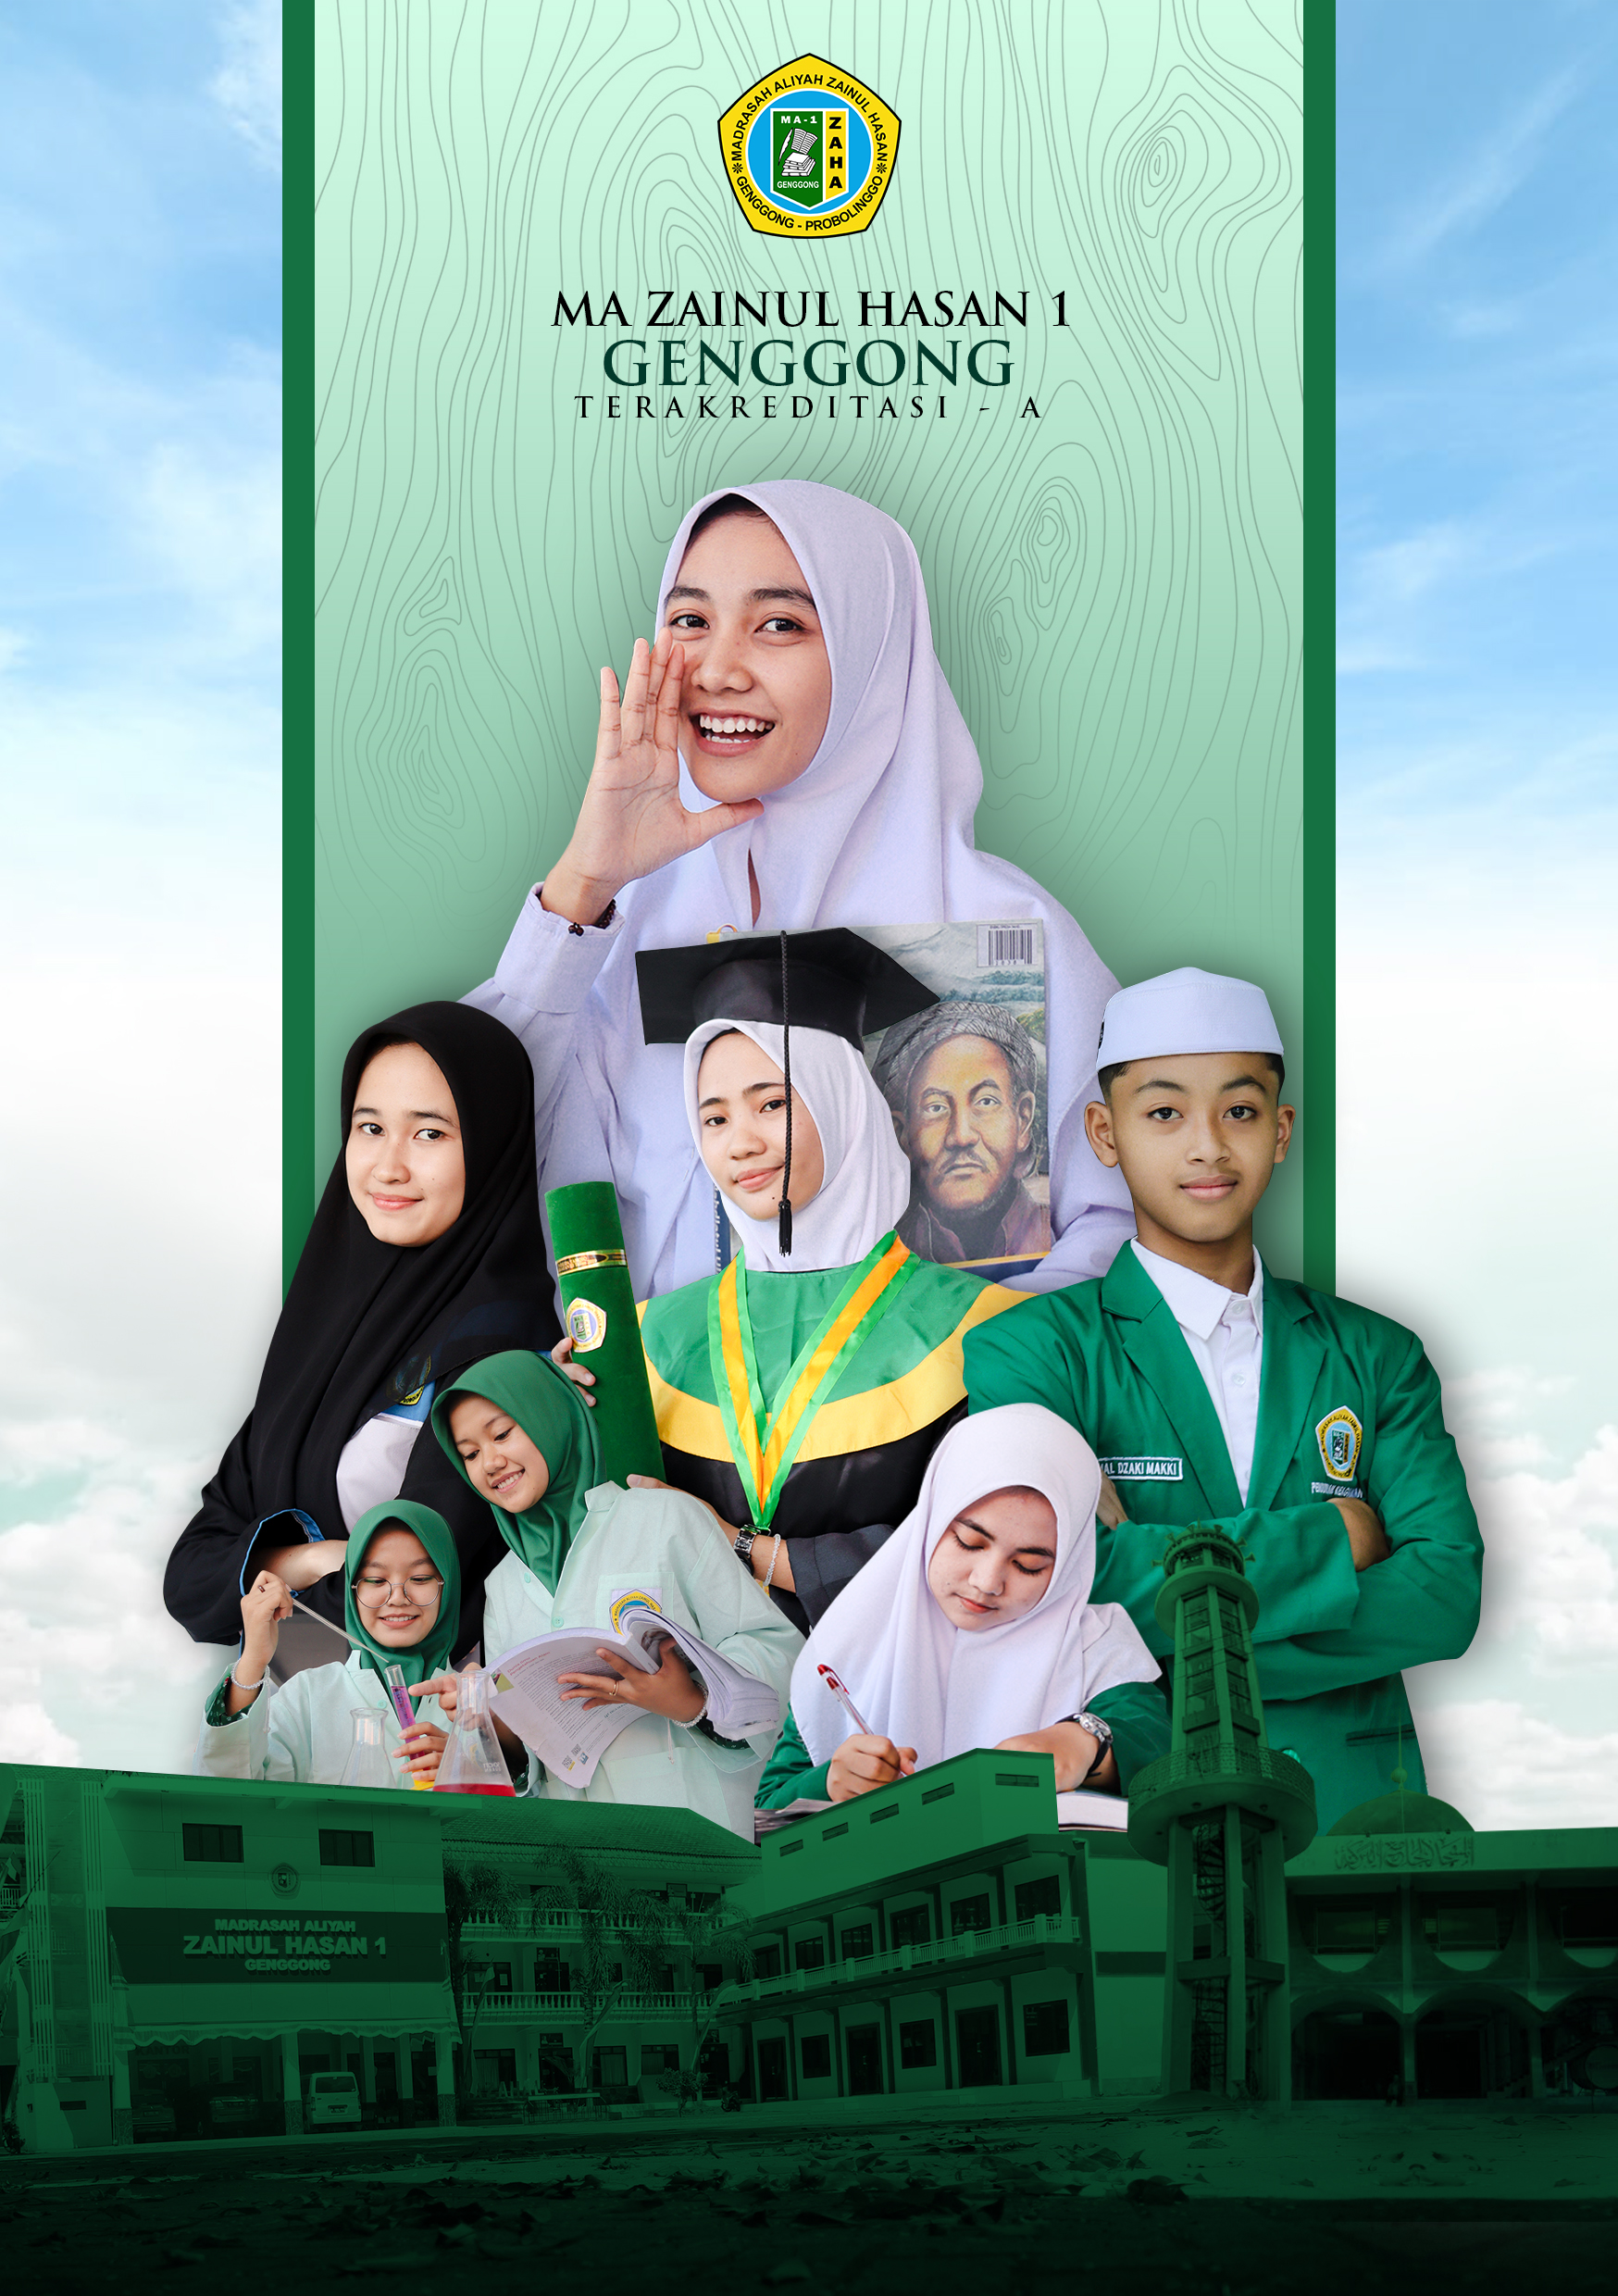 MADRASAH ALIYAH ZAINUL HASAN
MA-1
ZAHA
GENGGONG
GENGGONG - PROBOLINGGO
MA ZAINUL HASAN 1
GENGGONG
TERAKREDITASI - A
DZAKI MAKKI
MADRASAH ALIYAH
ZAINUL HASAN 1
GENGGONG